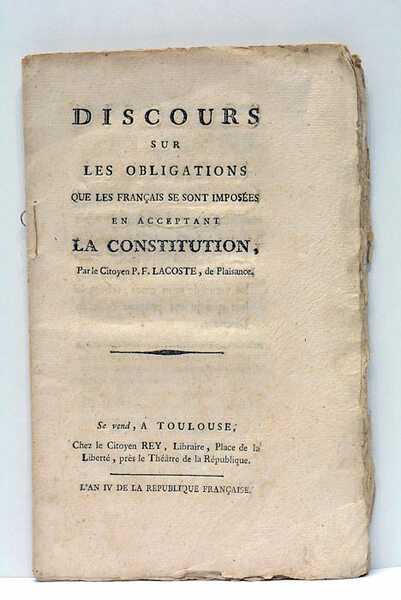 DISCOURS
SUR
LES OBLIGATIONS
QUE LES FRANÇAIS SE SONT IMPOSÉES
EN ACCEPTANT
LA CONSTITUTION,
Par le Citoyen P. F. LACOSTE, de Plaisance.
Se vend, A TOULOUSE,
Chez le Citoyen REY, Libraire, Place de la
Liberté, près le Théâtre de la République.
L'AN IV DE LA REPUBLIQUE FRANÇAISE.